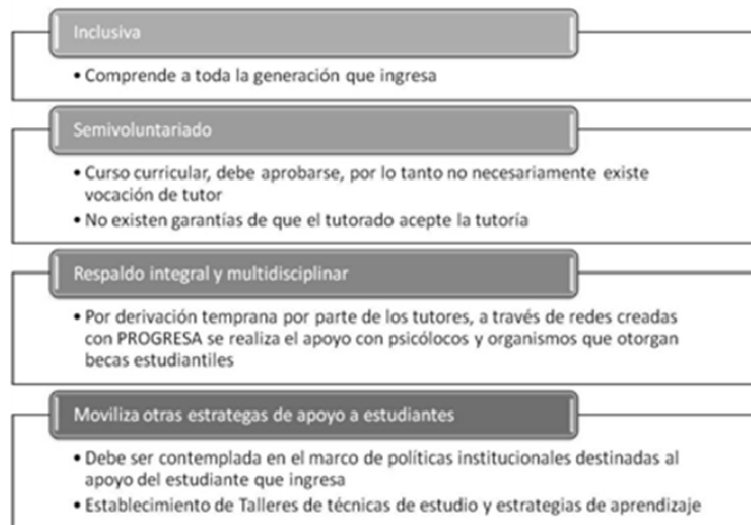 Inclusiva
• Comprende a toda la generación que ingresa
Semivoluntariado
• Curso curricular, debe aprobarse, por lo tanto no necesariamente existe
vocación de tutor
• No existen garantías de que el tutorado acepte la tutoría
Respaldo integral y multidisciplinar
• Por derivación temprana por parte de los tutores, a través de redes creadas
con PROGRESA se realiza el apoyo con psicólocos y organismos que otorgan
becas estudiantiles
Moviliza otras estrategas de apoyo a estudiantes
• Debe ser contemplada en el marco de políticas institucionales destinadas al
apoyo del estudiante que ingresa
• Establecimiento de Talleres de técnicas de estudio y estrategias de aprendizaje